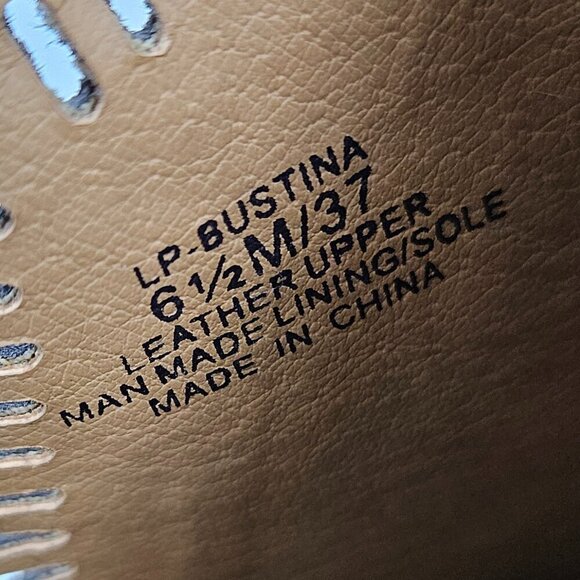 LP-BUSTINA
6 1/2 M/37
LEATHER UPPER
MAN MADE LINING/SOLE
MADE IN CHINA